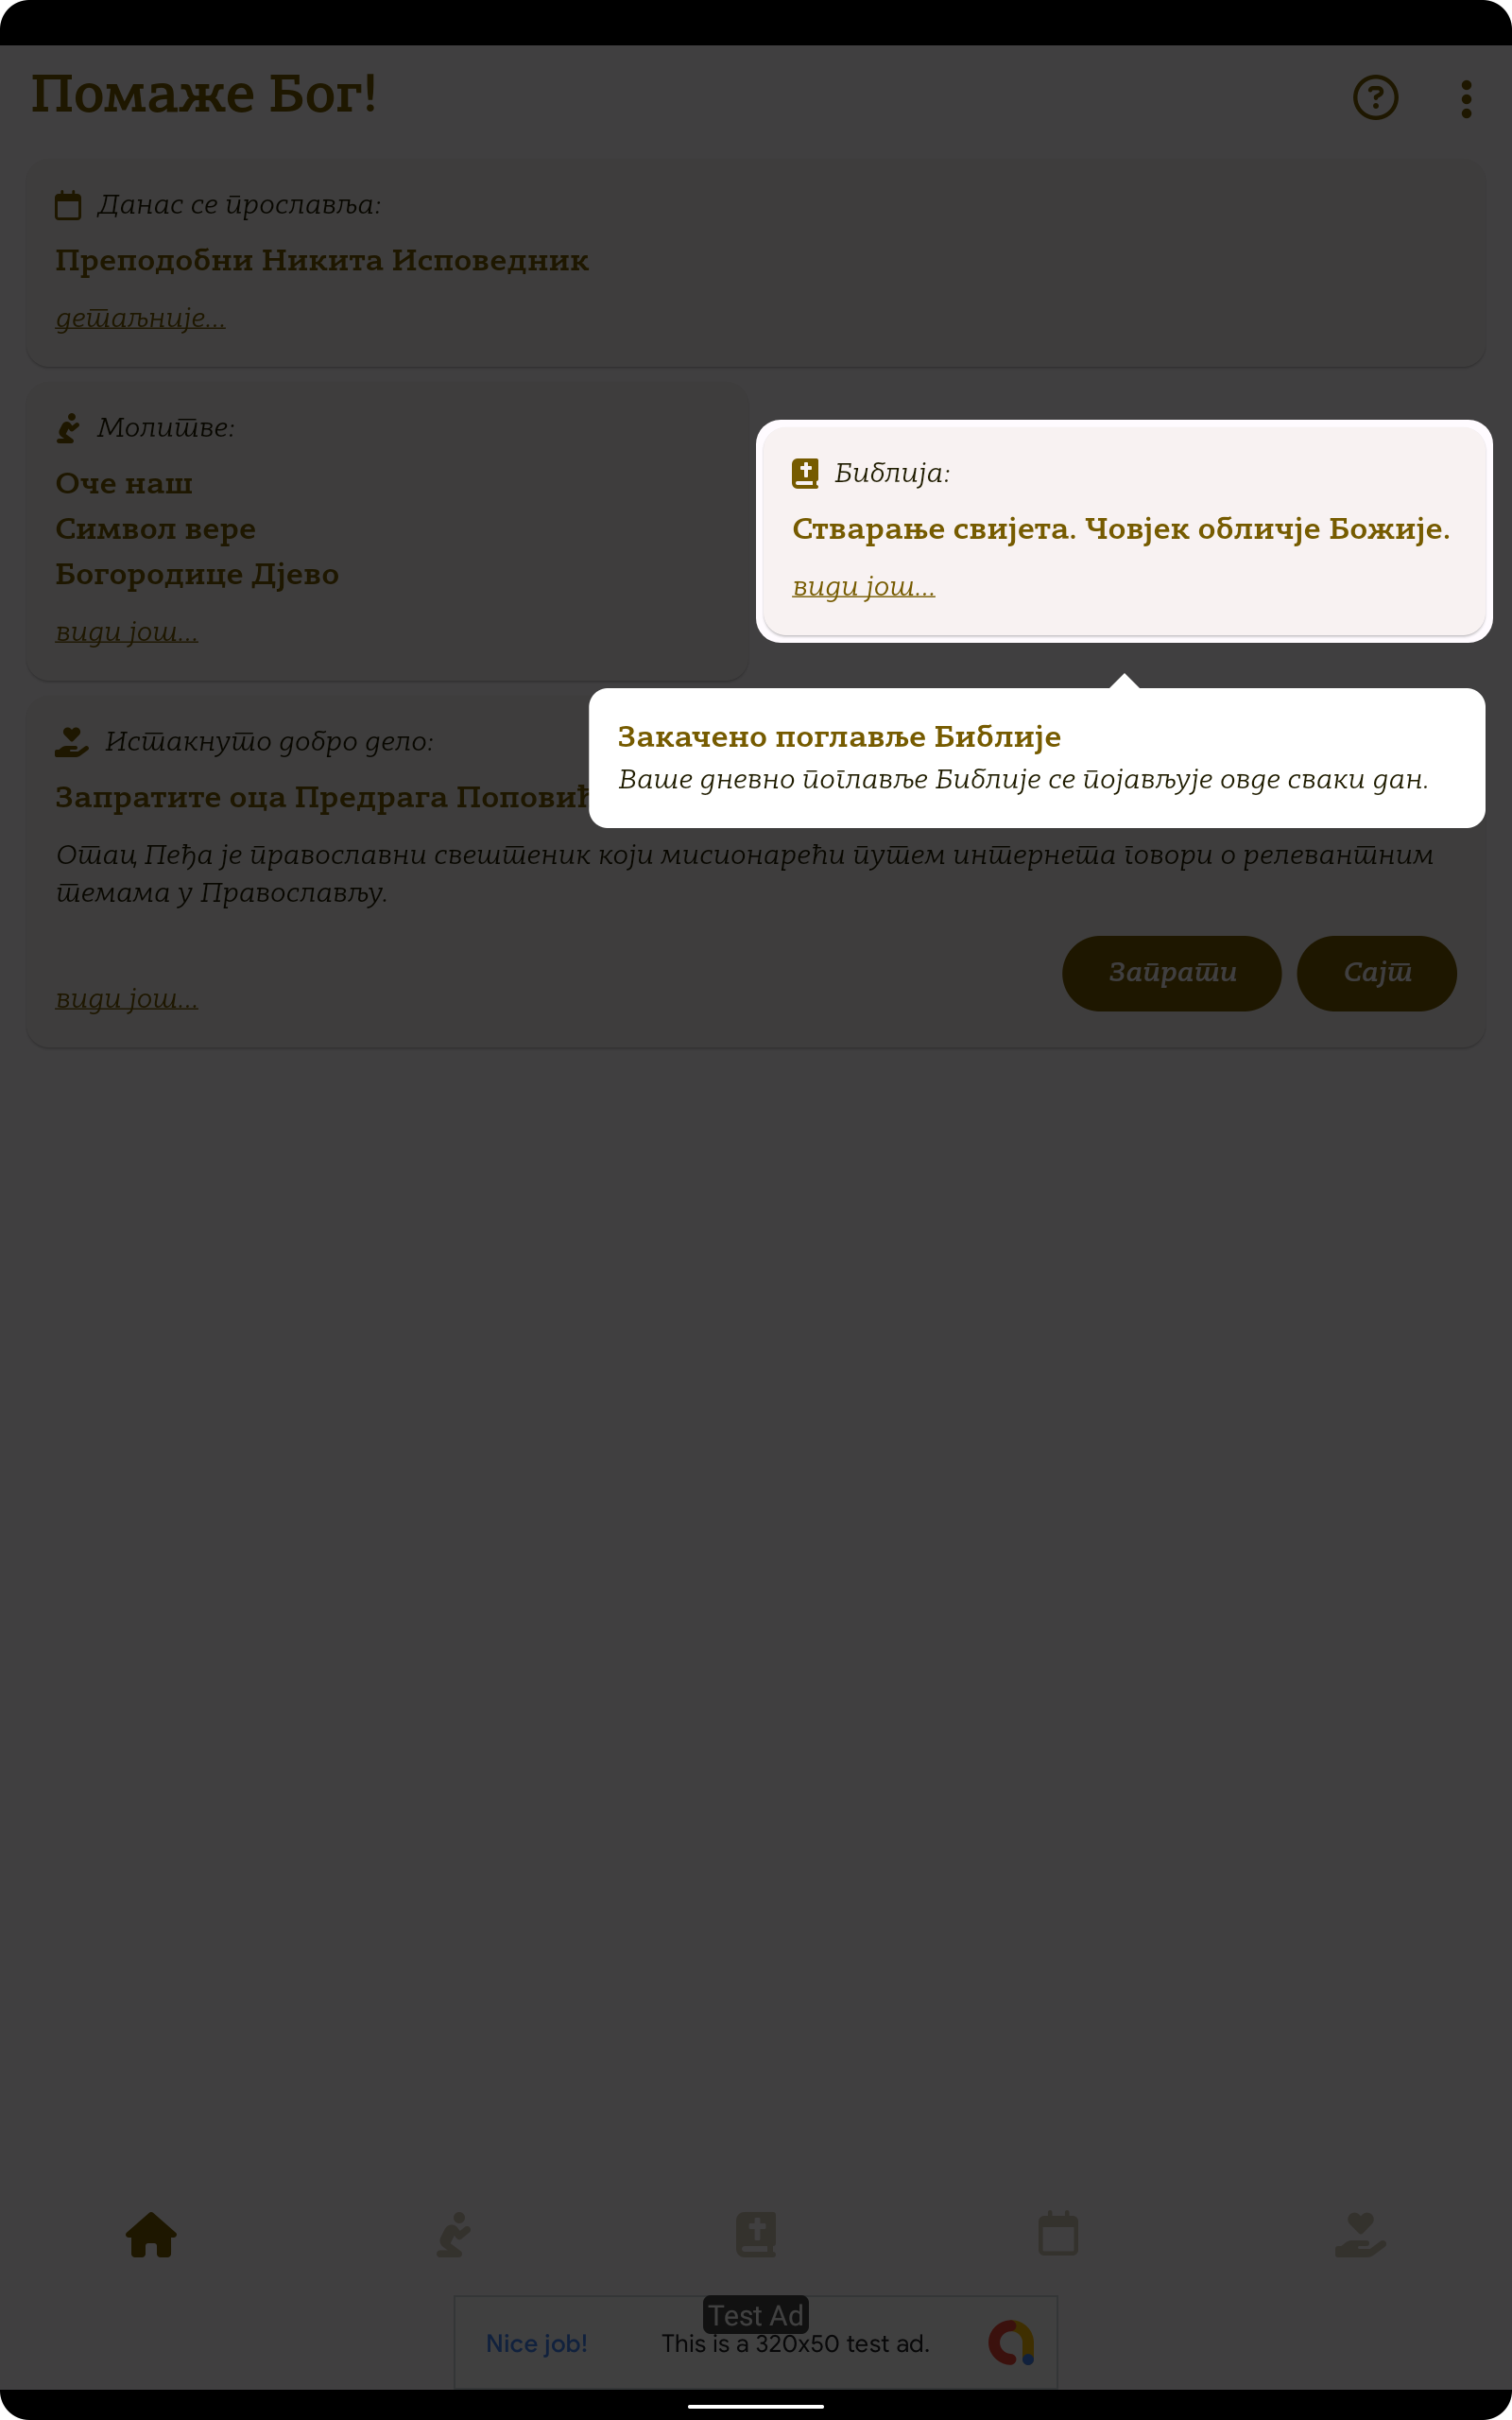 Помаже Бог!
Данас се прославља:
Преподобни Никита Исповедник
детаљније...
Молитве:
Оче наш
Символ вере
Богородице Дјево
види још...
Библија:
Стварање свијета. Човјек обличје Божије.
види још...
Закачено поглавље Библије
Ваше дневно поглавље Библије се појављује овде сваки дан.
Истакнуто добро дело:
Запратите оца Предрага Поповић
Отац Пеђа је православни свештеник који мисионарећи путем интернета говори о релевантним
темама у Православљу.
види још...
Запрати
Сајт
Test Ad
Nice job!
This is a 320x50 test ad.